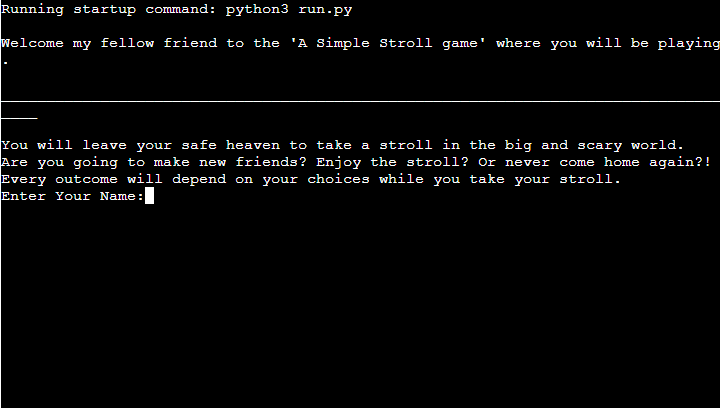 Running startup command: python3 run.py
Welcome my fellow friend to the 'A Simple Stroll game' where you will be playing
.
________________________________________________________________________________
____
You will leave your safe heaven to take a stroll in the big and scary world.
Are you going to make new friends? Enjoy the stroll? Or never come home again?!
Every outcome will depend on your choices while you take your stroll.
Enter Your Name: